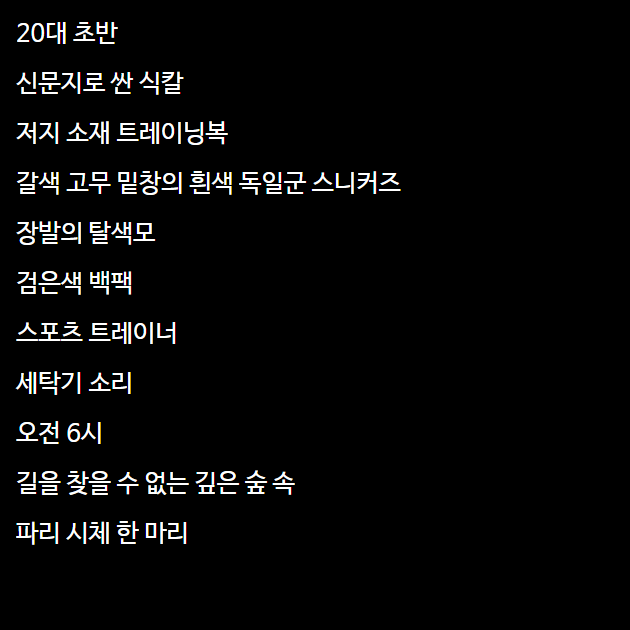 20대 초반
신문지로 싼 식칼
저지 소재 트레이닝복
갈색 고무 밑창의 흰색 독일군 스니커즈
장발의 탈색모
검은색 백팩
스포츠 트레이너
세탁기 소리
오전 6시
길을 찾을 수 없는 깊은 숲 속
파리 시체 한 마리